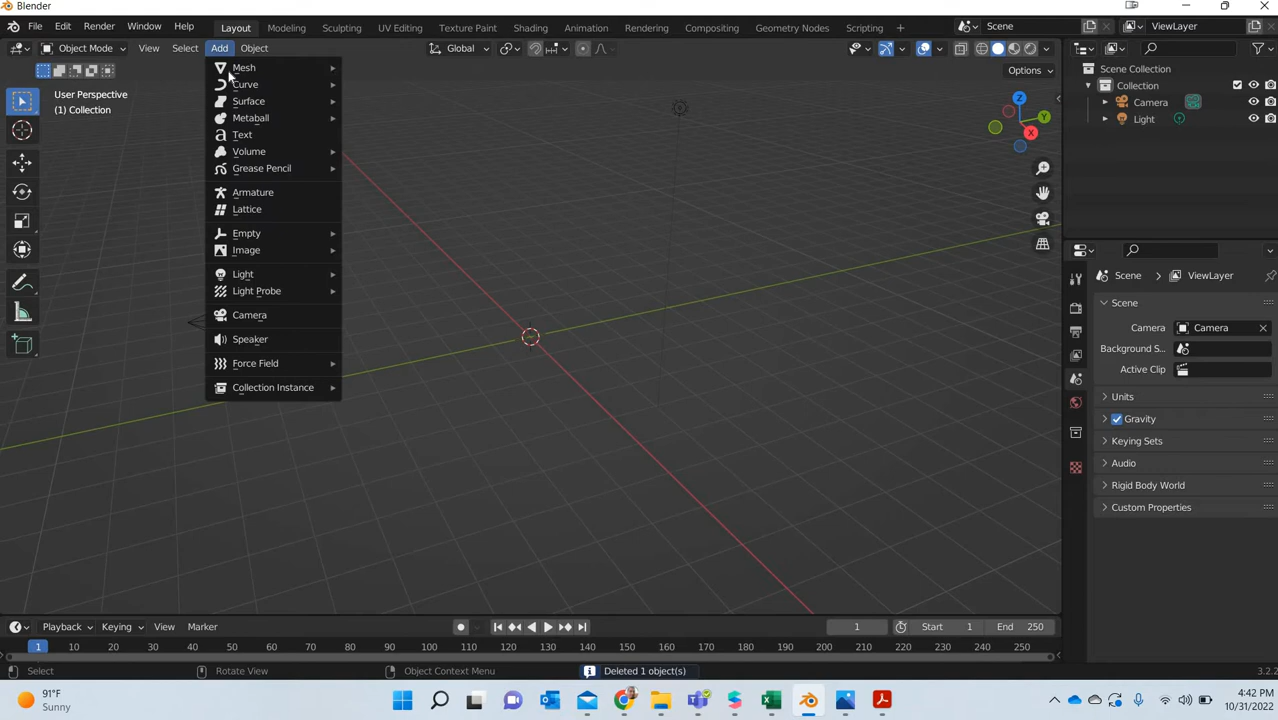 Blender
File Edit Render Window Help Layout Modeling Sculpting UV Editing Texture Paint Shading Animation Rendering Compositing Geometry Nodes Scripting + Scene ViewLayer
Object Mode View Select Add Object Global
Options
User Perspective
(1) Collection
Mesh
Curve
Surface
Metaball
Text
Volume
Grease Pencil
Armature
Lattice
Empty
Image
Light
Light Probe
Camera
Speaker
Force Field
Collection Instance
Z
Y
X
Scene Collection
Collection
Camera
Light
Scene ViewLayer
Scene
Camera Camera
Background S...
Active Clip
Units
Gravity
Keying Sets
Audio
Rigid Body World
Custom Properties
Playback Keying View Marker 1 Start 1 End 250
1 10 20 30 40 50 60 70 80 90 100 110 120 130 140 150 160 170 180 190 200 210 220 230 240 250
Select Rotate View Object Context Menu Deleted 1 object(s) 3.2.2
91°F
Sunny
4:42 PM
10/31/2022